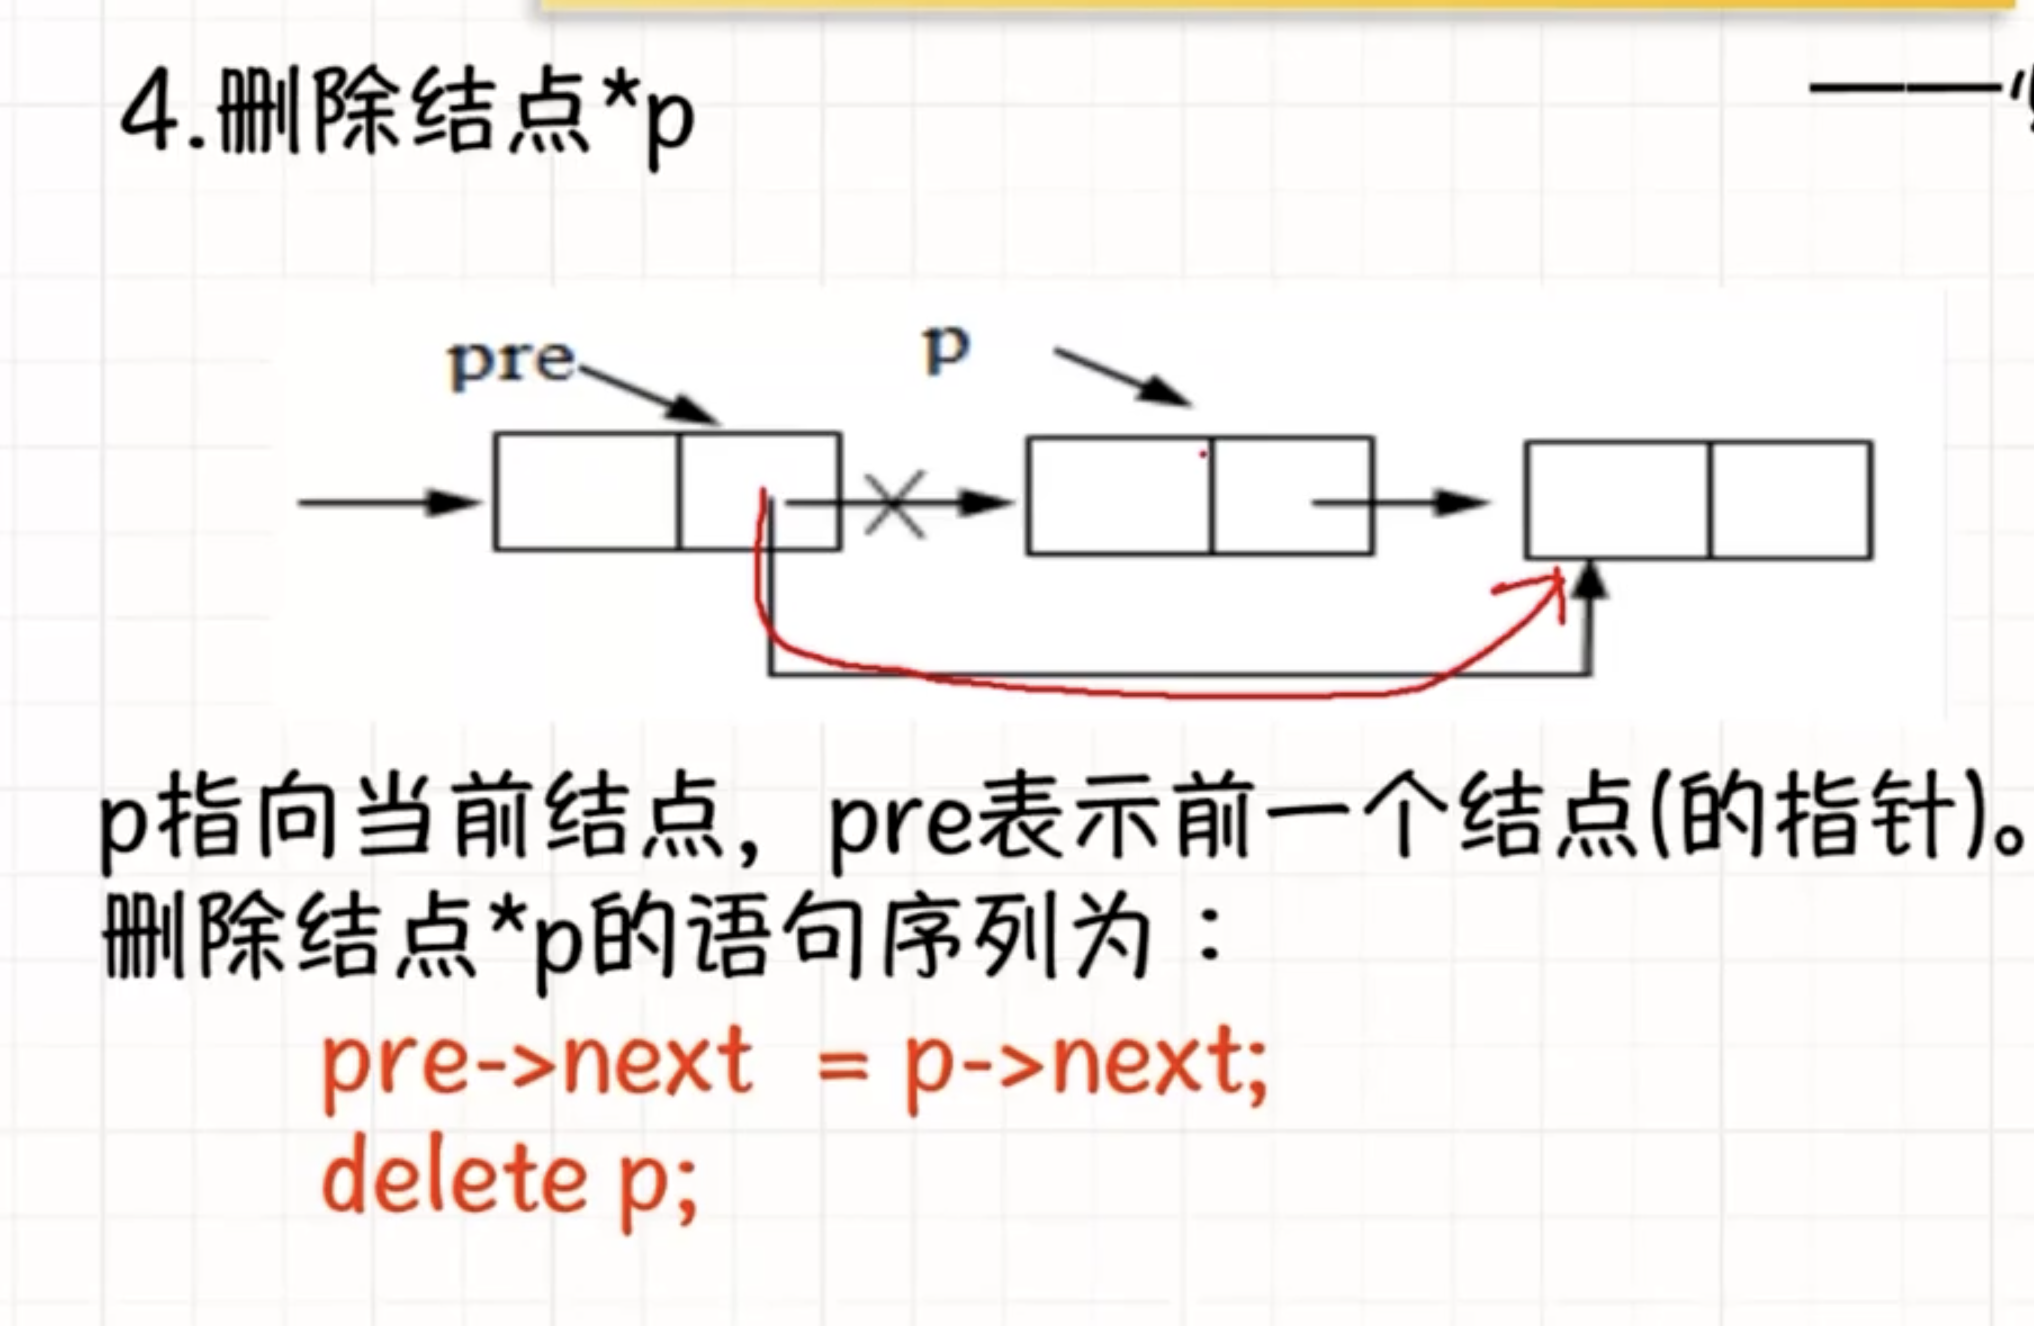 4.删除结点*p
——
pre
p
p指向当前结点，pre表示前一个结点(的指针)。
删除结点*p的语句序列为：
pre->next = p->next;
delete p;